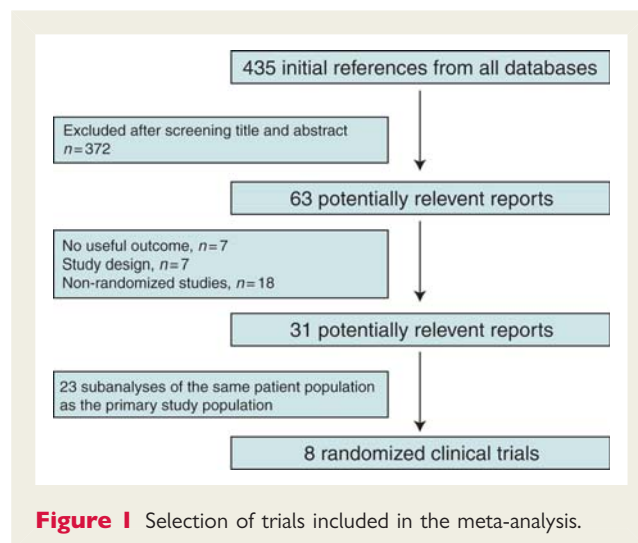 435 initial references from all databases
Excluded after screening title and abstract
n=372
63 potentially relevent reports
No useful outcome, n=7
Study design, n=7
Non-randomized studies, n=18
31 potentially relevent reports
23 subanalyses of the same patient population
as the primary study population
8 randomized clinical trials
Figure 1 Selection of trials included in the meta-analysis.